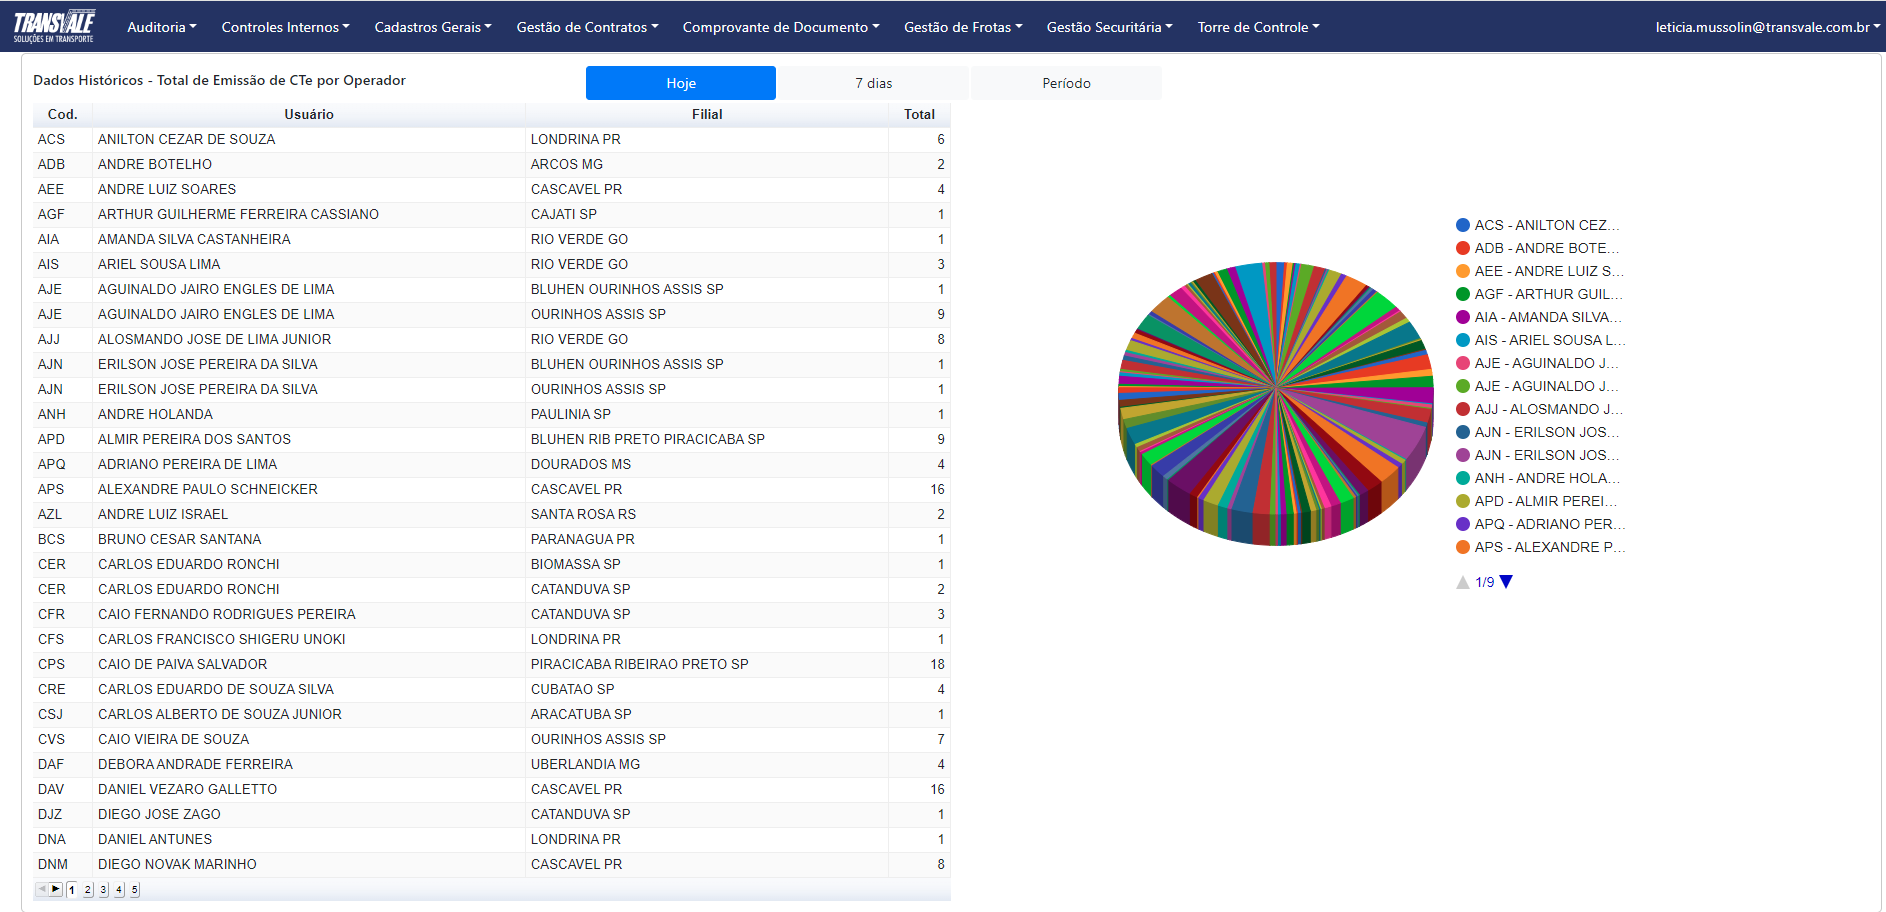 TRANSVALE
SOLUÇÕES EM TRANSPORTE
Auditoria Controles Internos Cadastros Gerais Gestão de Contratos Comprovante de Documento Gestão de Frotas Gestão Securitária Torre de Controle leticia.mussolin@transvale.com.br
Dados Históricos - Total de Emissão de CTe por Operador
Hoje 7 dias Período
Cod. Usuário Filial Total
ACS ANILTON CEZAR DE SOUZA LONDRINA PR 6
ADB ANDRE BOTELHO ARCOS MG 2
AEE ANDRE LUIZ SOARES CASCAVEL PR 4
AGF ARTHUR GUILHERME FERREIRA CASSIANO CAJATI SP 1
AIA AMANDA SILVA CASTANHEIRA RIO VERDE GO 1
AIS ARIEL SOUSA LIMA RIO VERDE GO 3
AJE AGUINALDO JAIRO ENGLES DE LIMA BLUHEN OURINHOS ASSIS SP 1
AJE AGUINALDO JAIRO ENGLES DE LIMA OURINHOS ASSIS SP 9
AJJ ALOSMANDO JOSE DE LIMA JUNIOR RIO VERDE GO 8
AJN ERILSON JOSE PEREIRA DA SILVA BLUHEN OURINHOS ASSIS SP 1
AJN ERILSON JOSE PEREIRA DA SILVA OURINHOS ASSIS SP 1
ANH ANDRE HOLANDA PAULINIA SP 1
APD ALMIR PEREIRA DOS SANTOS BLUHEN RIB PRETO PIRACICABA SP 9
APQ ADRIANO PEREIRA DE LIMA DOURADOS MS 4
APS ALEXANDRE PAULO SCHNEICKER CASCAVEL PR 16
AZL ANDRE LUIZ ISRAEL SANTA ROSA RS 2
BCS BRUNO CESAR SANTANA PARANAGUA PR 1
CER CARLOS EDUARDO RONCHI BIOMASSA SP 1
CER CARLOS EDUARDO RONCHI CATANDUVA SP 2
CFR CAIO FERNANDO RODRIGUES PEREIRA CATANDUVA SP 3
CFS CARLOS FRANCISCO SHIGERU UNOKI LONDRINA PR 1
CPS CAIO DE PAIVA SALVADOR PIRACICABA RIBEIRAO PRETO SP 18
CRE CARLOS EDUARDO DE SOUZA SILVA CUBATAO SP 4
CSJ CARLOS ALBERTO DE SOUZA JUNIOR ARACATUBA SP 1
CVS CAIO VIEIRA DE SOUZA OURINHOS ASSIS SP 7
DAF DEBORA ANDRADE FERREIRA UBERLANDIA MG 4
DAV DANIEL VEZARO GALLETTO CASCAVEL PR 16
DJZ DIEGO JOSE ZAGO CATANDUVA SP 1
DNA DANIEL ANTUNES LONDRINA PR 1
DNM DIEGO NOVAK MARINHO CASCAVEL PR 8
1 2 3 4 5
ACS - ANILTON CEZ...
ADB - ANDRE BOTE...
AEE - ANDRE LUIZ S...
AGF - ARTHUR GUIL...
AIA - AMANDA SILVA...
AIS - ARIEL SOUSA L...
AJE - AGUINALDO J...
AJE - AGUINALDO J...
AJJ - ALOSMANDO J...
AJN - ERILSON JOS...
AJN - ERILSON JOS...
ANH - ANDRE HOLA...
APD - ALMIR PEREI...
APQ - ADRIANO PER...
APS - ALEXANDRE P...
1/9